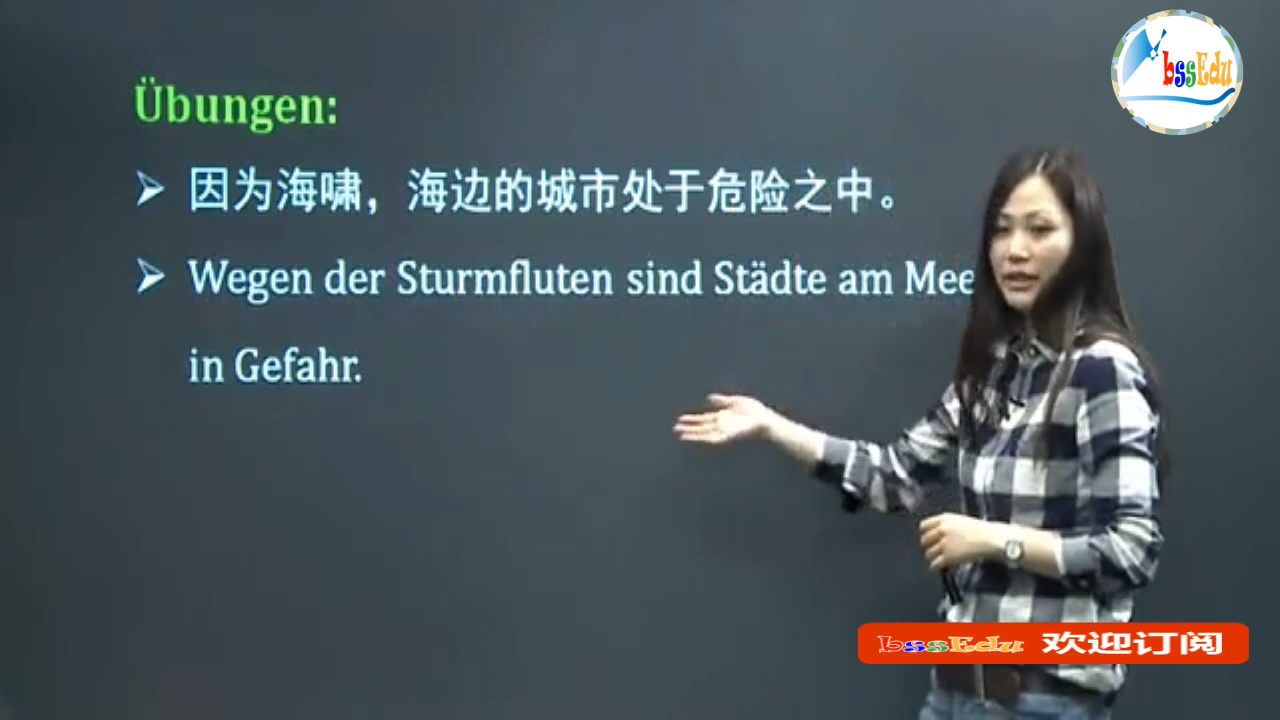 bssEdu
Übungen:
因为海啸，海边的城市处于危险之中。
Wegen der Sturmfluten sind Städte am
in Gefahr.
bssEdu 欢迎订阅